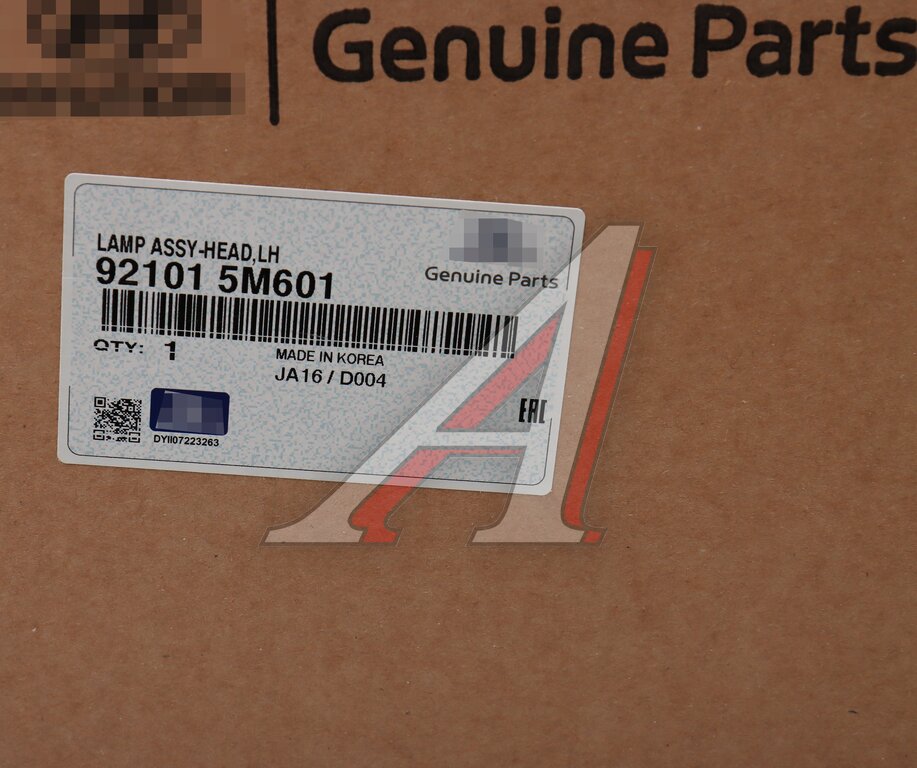 Genuine Parts
LAMP ASSY-HEAD,LH
92101 5M601
Genuine Parts
QTY: 1
MADE IN KOREA
JA16 / D004
EAC
DYII07223263